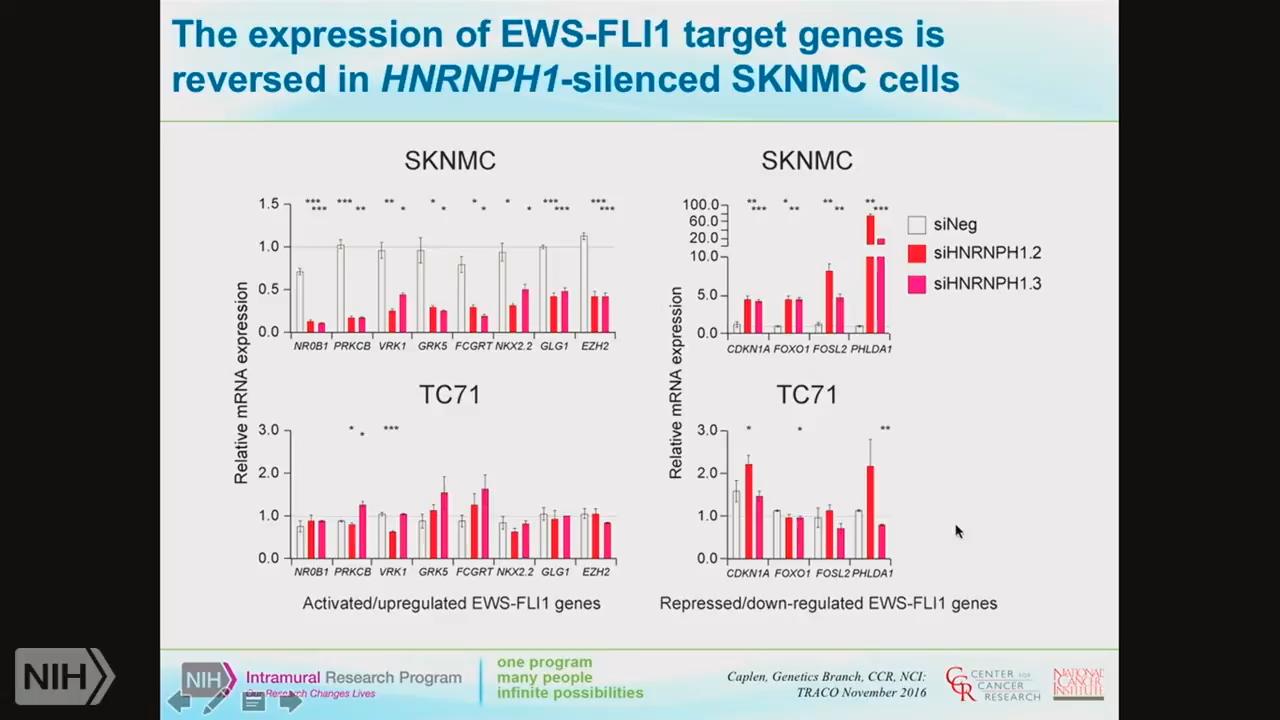 The expression of EWS-FLI1 target genes is
reversed in HNRNPH1-silenced SKNMC cells
SKNMC
Relative mRNA expression
1.5
1.0
0.5
0.0
*** *** *** ** ** * * * * * * * *** *** *** ***
NR0B1 PRKCB VRK1 GRK5 FCGRT NKX2.2 GLG1 EZH2
SKNMC
Relative mRNA expression
100.0
60.0
20.0
10.0
5.0
0.0
** *** * ** ** ** ** ***
CDKN1A FOXO1 FOSL2 PHLDA1
siNeg
siHNRNPH1.2
siHNRNPH1.3
TC71
3.0
2.0
1.0
0.0
* * ***
NR0B1 PRKCB VRK1 GRK5 FCGRT NKX2.2 GLG1 EZH2
Activated/upregulated EWS-FLI1 genes
TC71
3.0
2.0
1.0
0.0
* * **
CDKN1A FOXO1 FOSL2 PHLDA1
Repressed/down-regulated EWS-FLI1 genes
NIH
NIH
Intramural Research Program
Our Research Changes Lives
one program
many people
infinite possibilities
Caplen, Genetics Branch, CCR, NCI:
TRACO November 2016
CCR
CENTER FOR
CANCER
RESEARCH
NATIONAL
CANCER
INSTITUTE